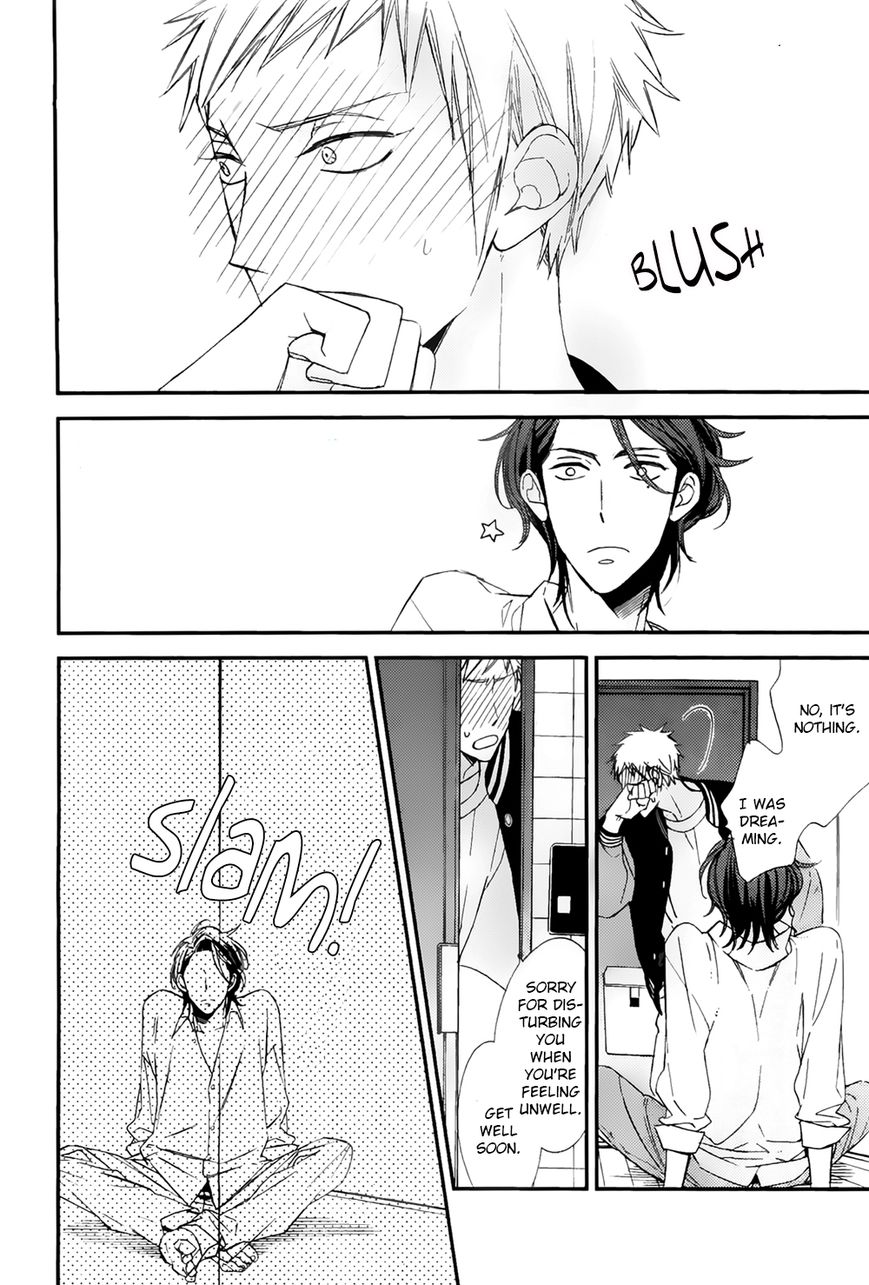 BLUSH
NO, IT'S
NOTHING.
I WAS
DREA-
MING.
SORRY
FOR DIS-
TURBING
YOU
WHEN
YOU'RE
FEELING
UNWELL.
GET
WELL
SOON.
slam!